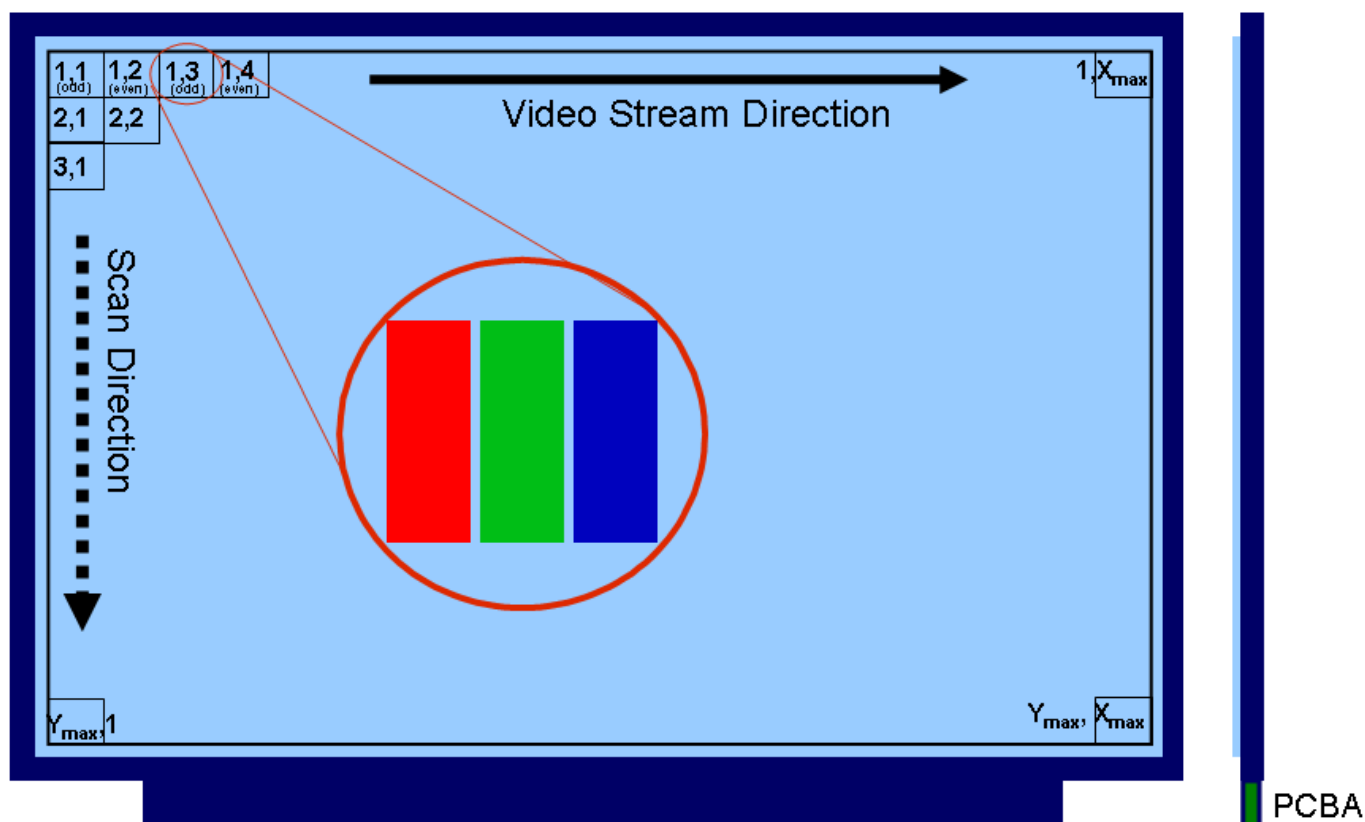 1,1 1,2 1,3 1,4 1,Xmax
(odd) (even) (odd) (even)
Video Stream Direction
2,1 2,2
3,1
Scan Direction
Ymax,1 Ymax, Xmax
PCBA